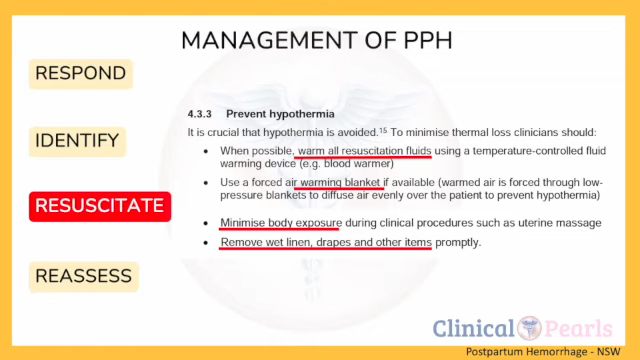 MANAGEMENT OF PPH
RESPOND
IDENTIFY
RESUSCITATE
REASSESS
4.3.3 Prevent hypothermia
It is crucial that hypothermia is avoided.15 To minimise thermal loss clinicians should:
• When possible, warm all resuscitation fluids using a temperature-controlled fluid
warming device (e.g. blood warmer)
• Use a forced air warming blanket if available (warmed air is forced through low-
pressure blankets to diffuse air evenly over the patient to prevent hypothermia)
• Minimise body exposure during clinical procedures such as uterine massage
• Remove wet linen, drapes and other items promptly.
Clinical Pearls
Postpartum Hemorrhage - NSW